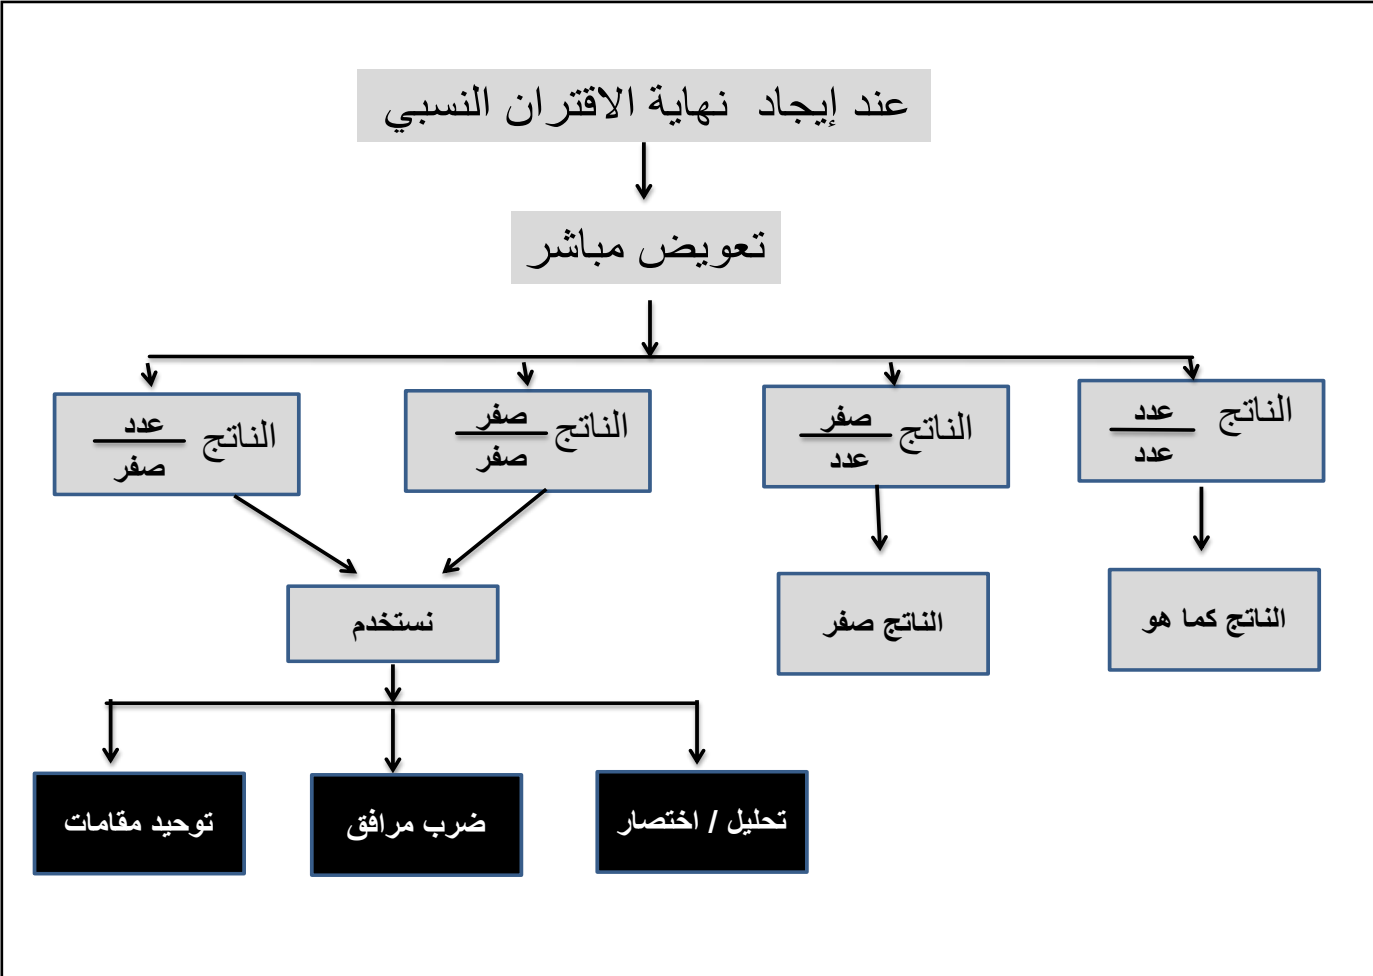 عند إيجاد نهاية الاقتران النسبي
تعويض مباشر
الناتج عدد
عدد
الناتج صفر
عدد
الناتج صفر
صفر
الناتج عدد
صفر
الناتج كما هو
الناتج صفر
نستخدم
تحليل / اختصار
ضرب مرافق
توحيد مقامات